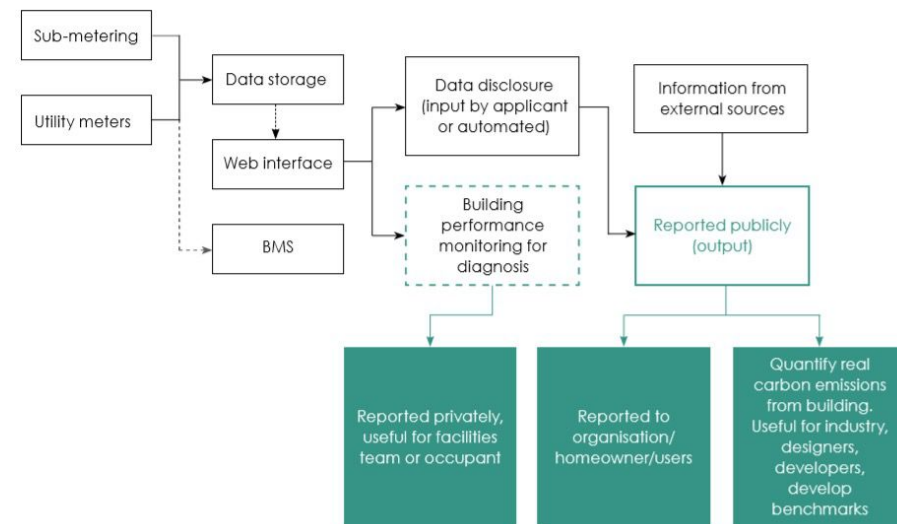 Sub-metering
Utility meters
Data storage
Web interface
BMS
Data disclosure
(input by applicant
or automated)
Building
performance
monitoring for
diagnosis
Information from
external sources
Reported publicly
(output)
Reported privately,
useful for facilities
team or occupant
Reported to
organisation/
homeowner/users
Quantify real
carbon emissions
from building.
Useful for industry,
designers,
developers,
develop
benchmarks